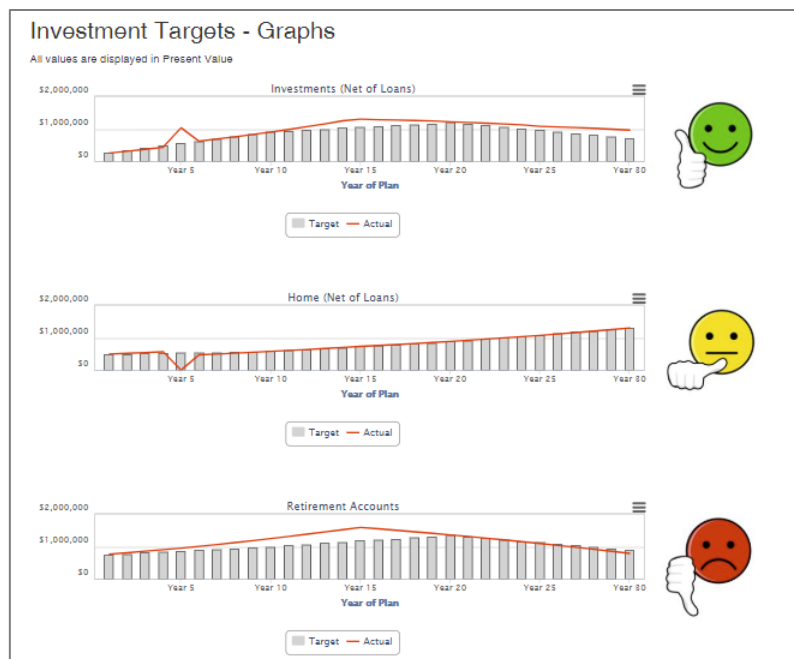 Investment Targets - Graphs
All values are displayed in Present Value
Investments (Net of Loans)
$2,000,000
$1,000,000
$0
Year 5 Year 10 Year 15 Year 20 Year 25 Year 30
Year of Plan
Target Actual
Home (Net of Loans)
$2,000,000
$1,000,000
$0
Year 5 Year 10 Year 15 Year 20 Year 25 Year 30
Year of Plan
Target Actual
Retirement Accounts
$2,000,000
$1,000,000
$0
Year 5 Year 10 Year 15 Year 20 Year 25 Year 30
Year of Plan
Target Actual